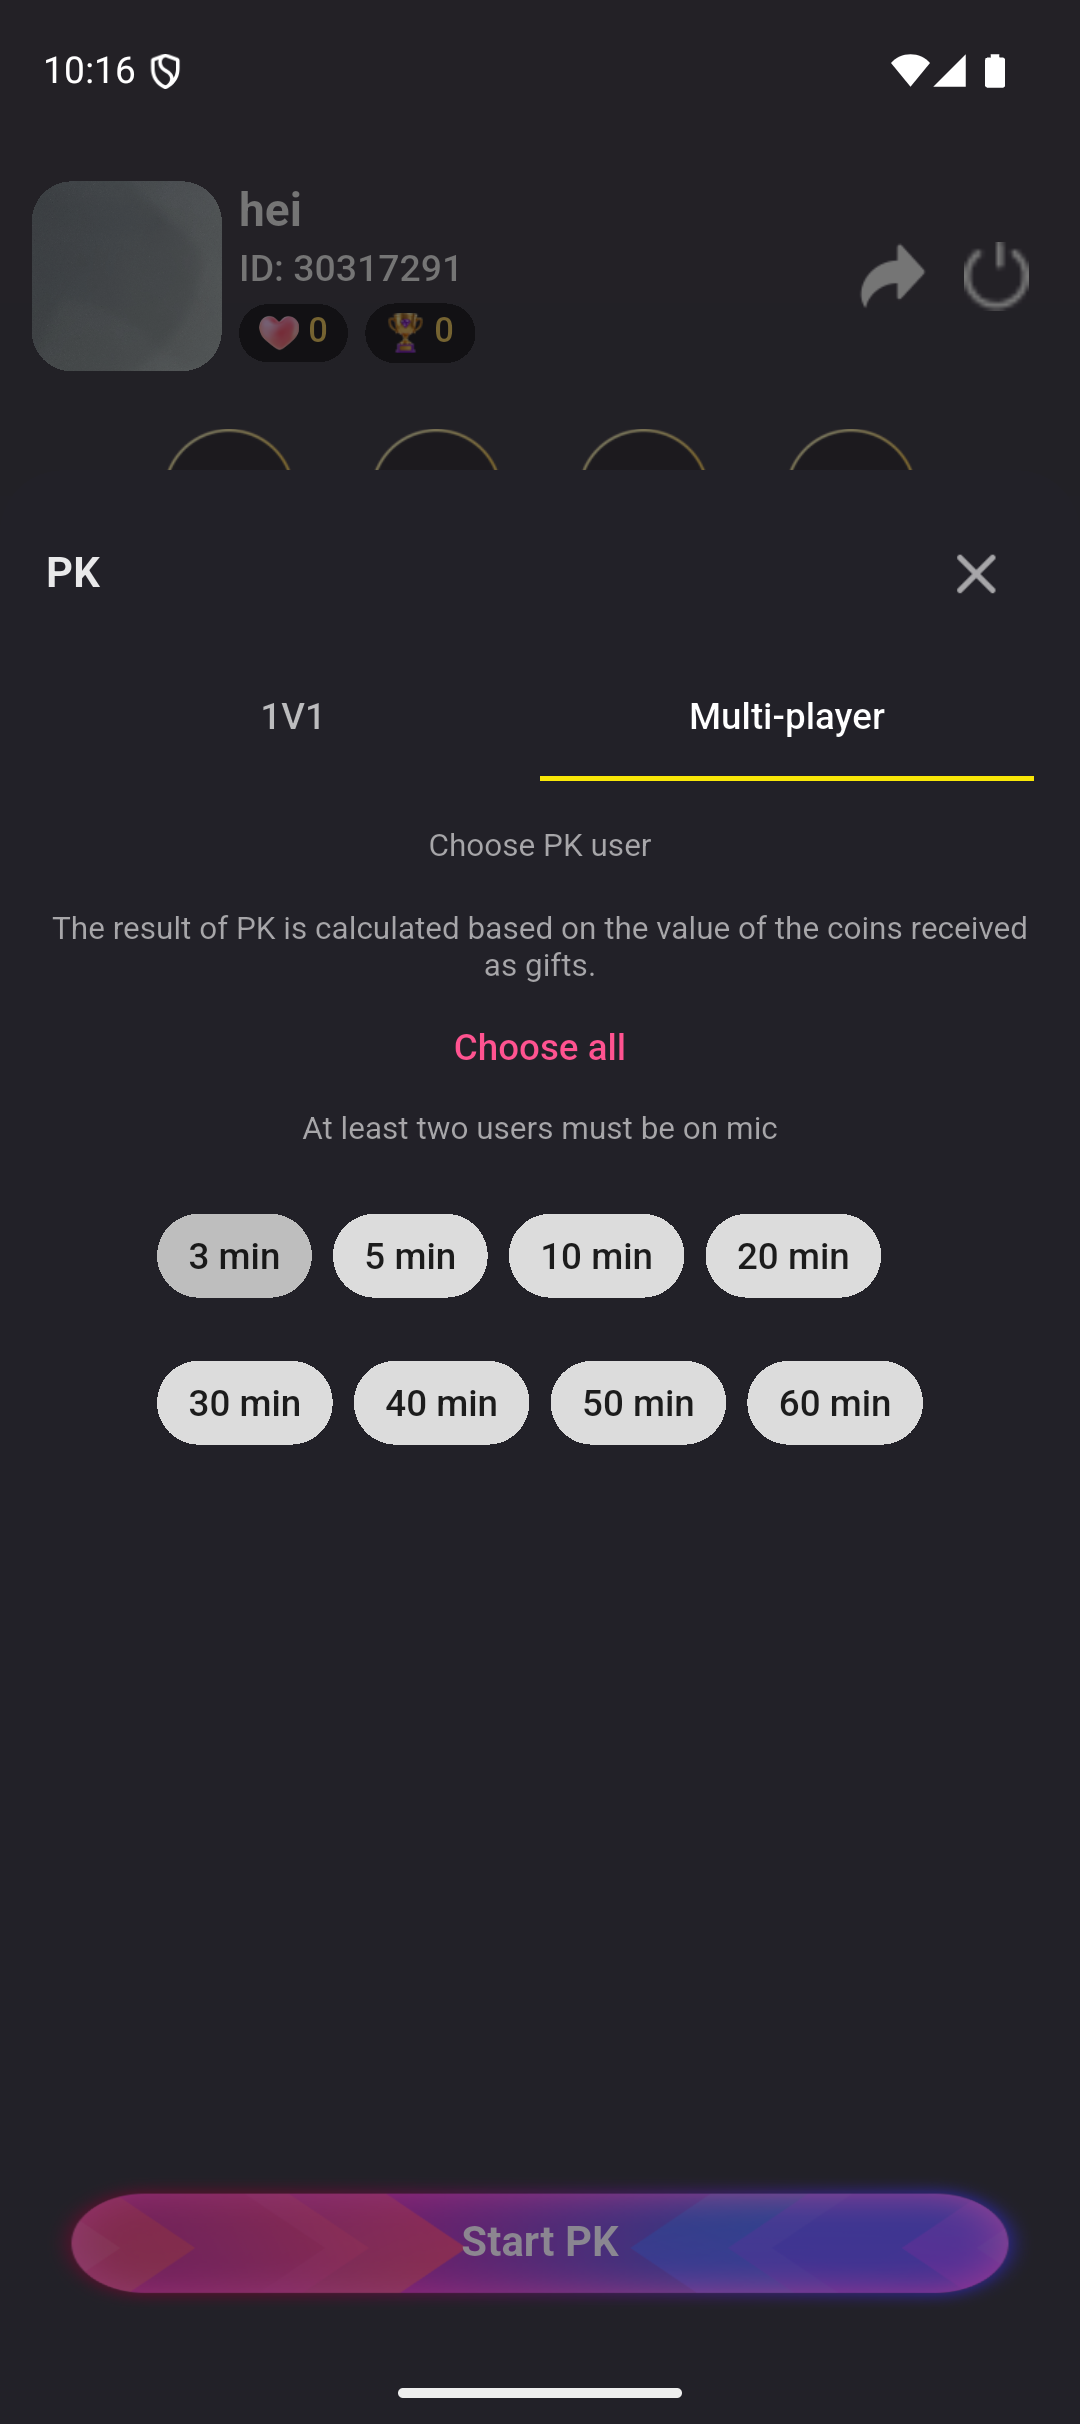 10:16
hei
ID: 30317291
0 0
PK
1V1 Multi-player
Choose PK user
The result of PK is calculated based on the value of the coins received
as gifts.
Choose all
At least two users must be on mic
3 min 5 min 10 min 20 min
30 min 40 min 50 min 60 min
Start PK